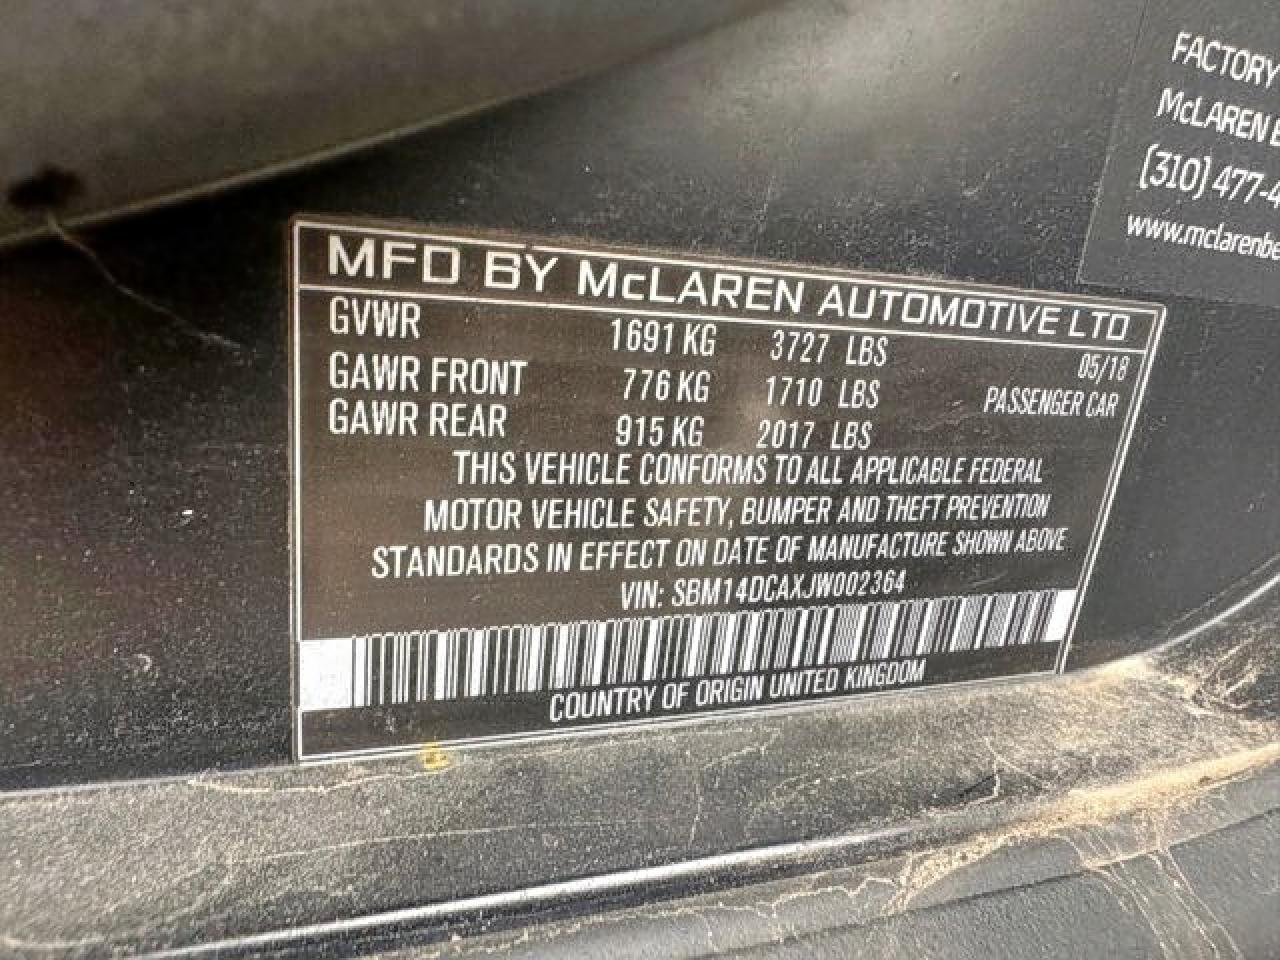 FACTORY
McLAREN
(310) 477-4
www.mclarenbe
MFD BY McLAREN AUTOMOTIVE LTD
GVWR 1691 KG 3727 LBS 05/18
GAWR FRONT 776 KG 1710 LBS PASSENGER CAR
GAWR REAR 915 KG 2017 LBS
THIS VEHICLE CONFORMS TO ALL APPLICABLE FEDERAL
MOTOR VEHICLE SAFETY, BUMPER AND THEFT PREVENTION
STANDARDS IN EFFECT ON DATE OF MANUFACTURE SHOWN ABOVE
VIN: SBM14DCAXJW002364
COUNTRY OF ORIGIN UNITED KINGDOM